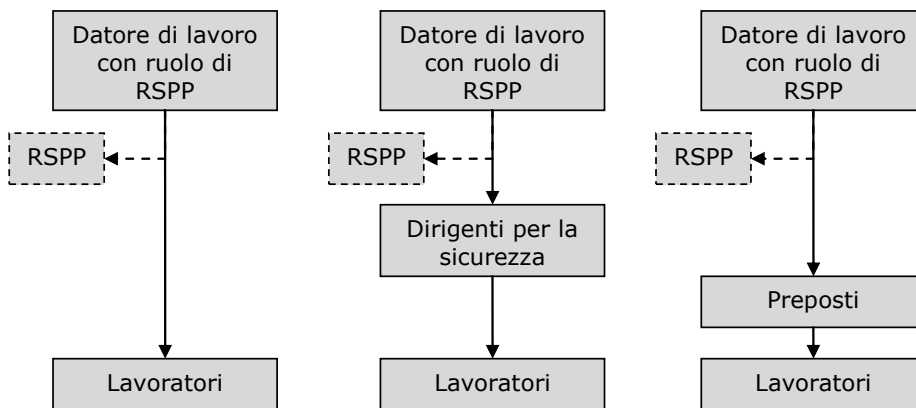 Datore di lavoro
con ruolo di
RSPP
RSPP
Lavoratori
Datore di lavoro
con ruolo di
RSPP
RSPP
Dirigenti per la
sicurezza
Lavoratori
Datore di lavoro
con ruolo di
RSPP
RSPP
Preposti
Lavoratori